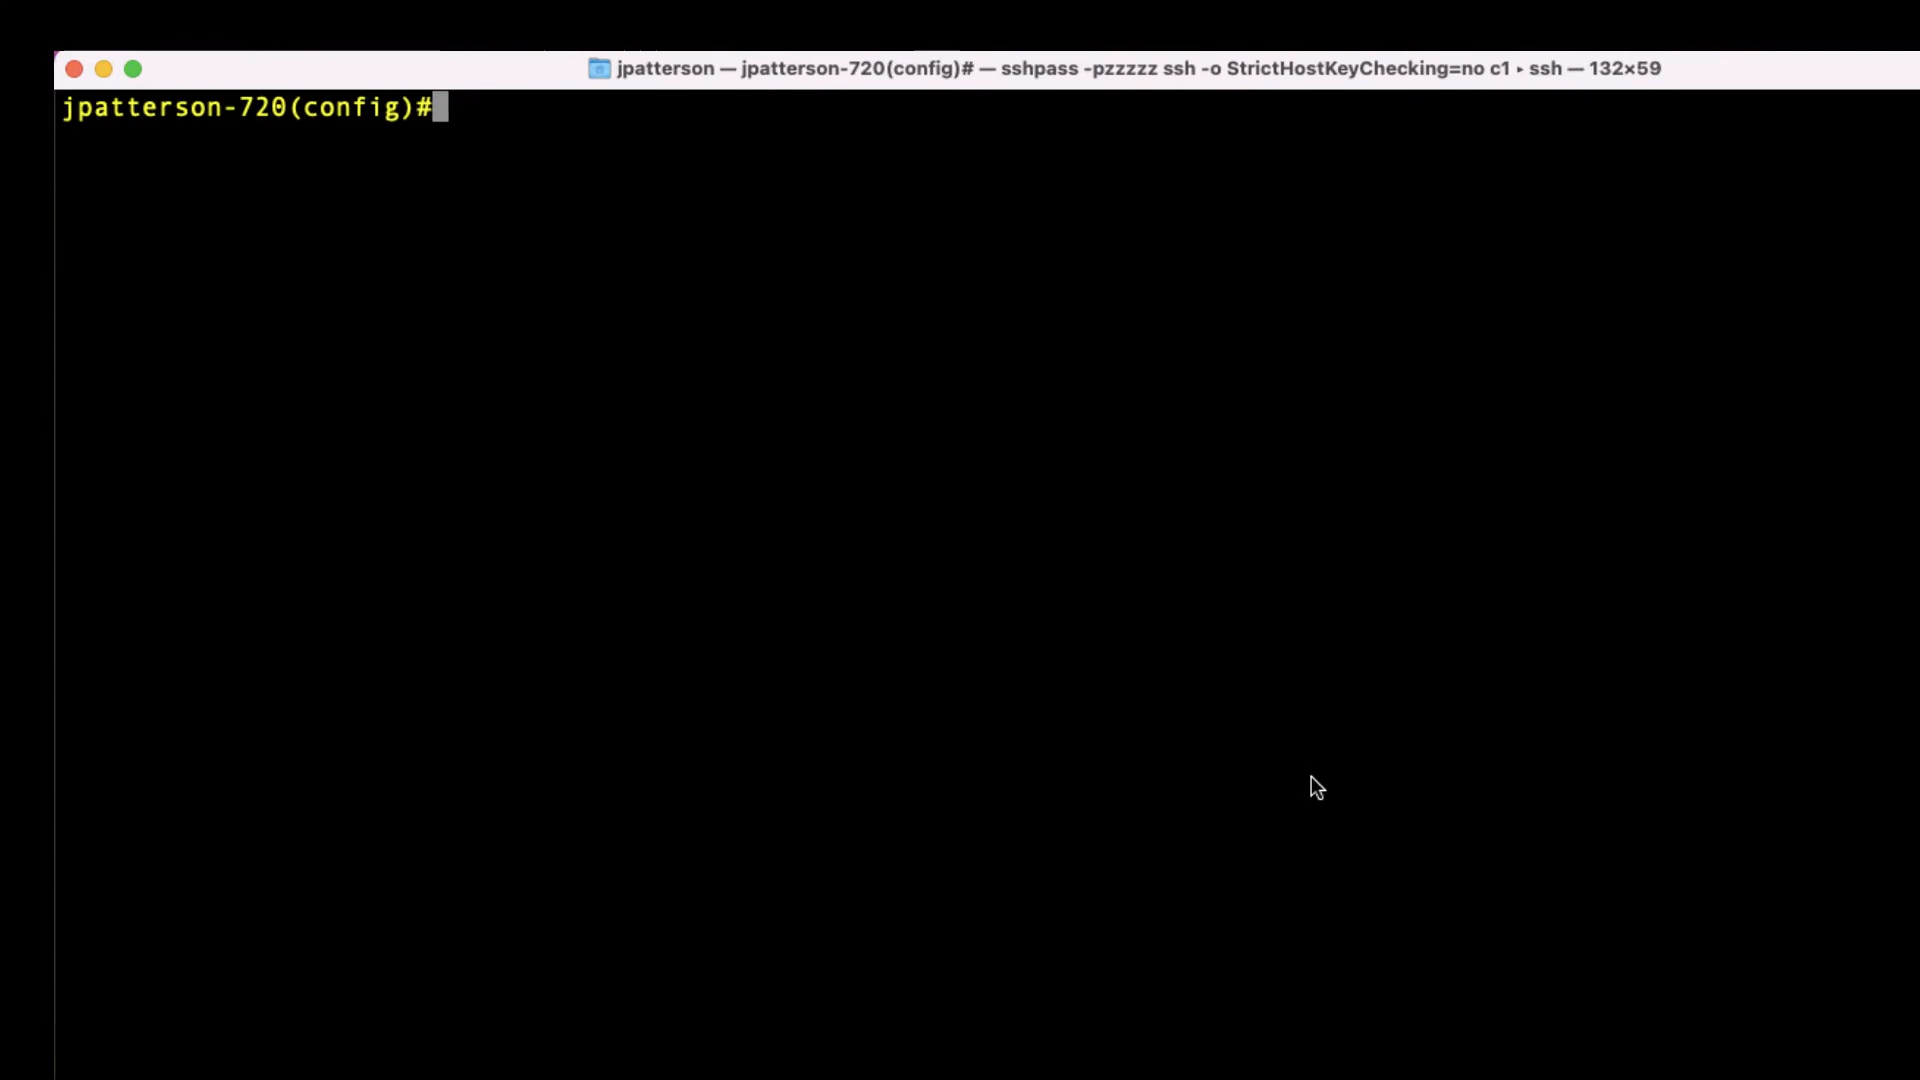 jpatterson — jpatterson-720(config)# — sshpass -pzzzzz ssh -o StrictHostKeyChecking=no c1 ▸ ssh — 132×59
jpatterson-720(config)#